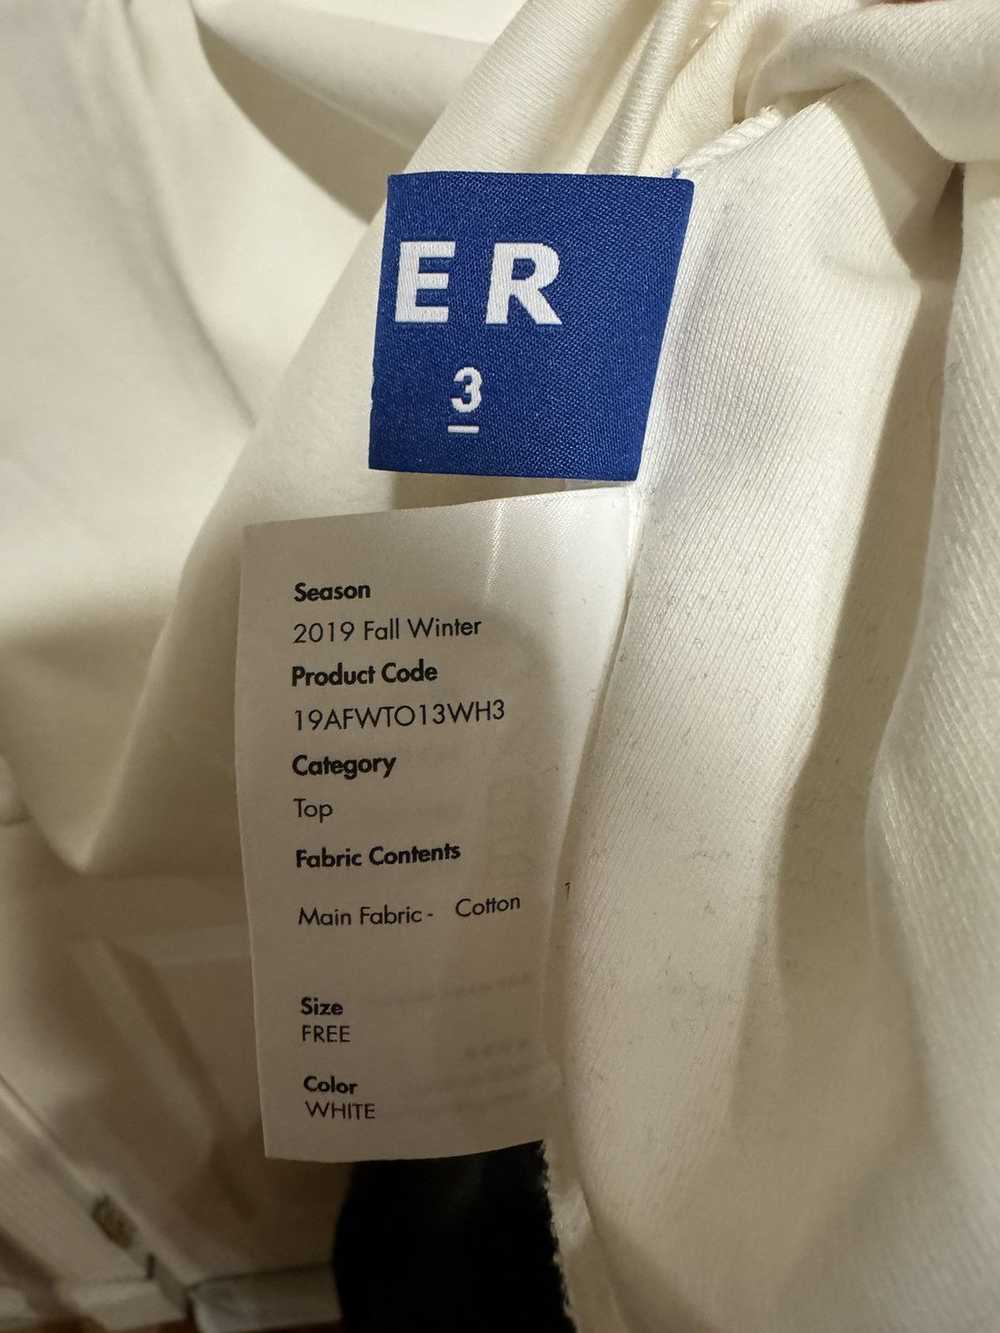 ER
3
Season
2019 Fall Winter
Product Code
19AFWTO13WH3
Category
Top
Fabric Contents
Main Fabric - Cotton
Size
FREE
Color
WHITE